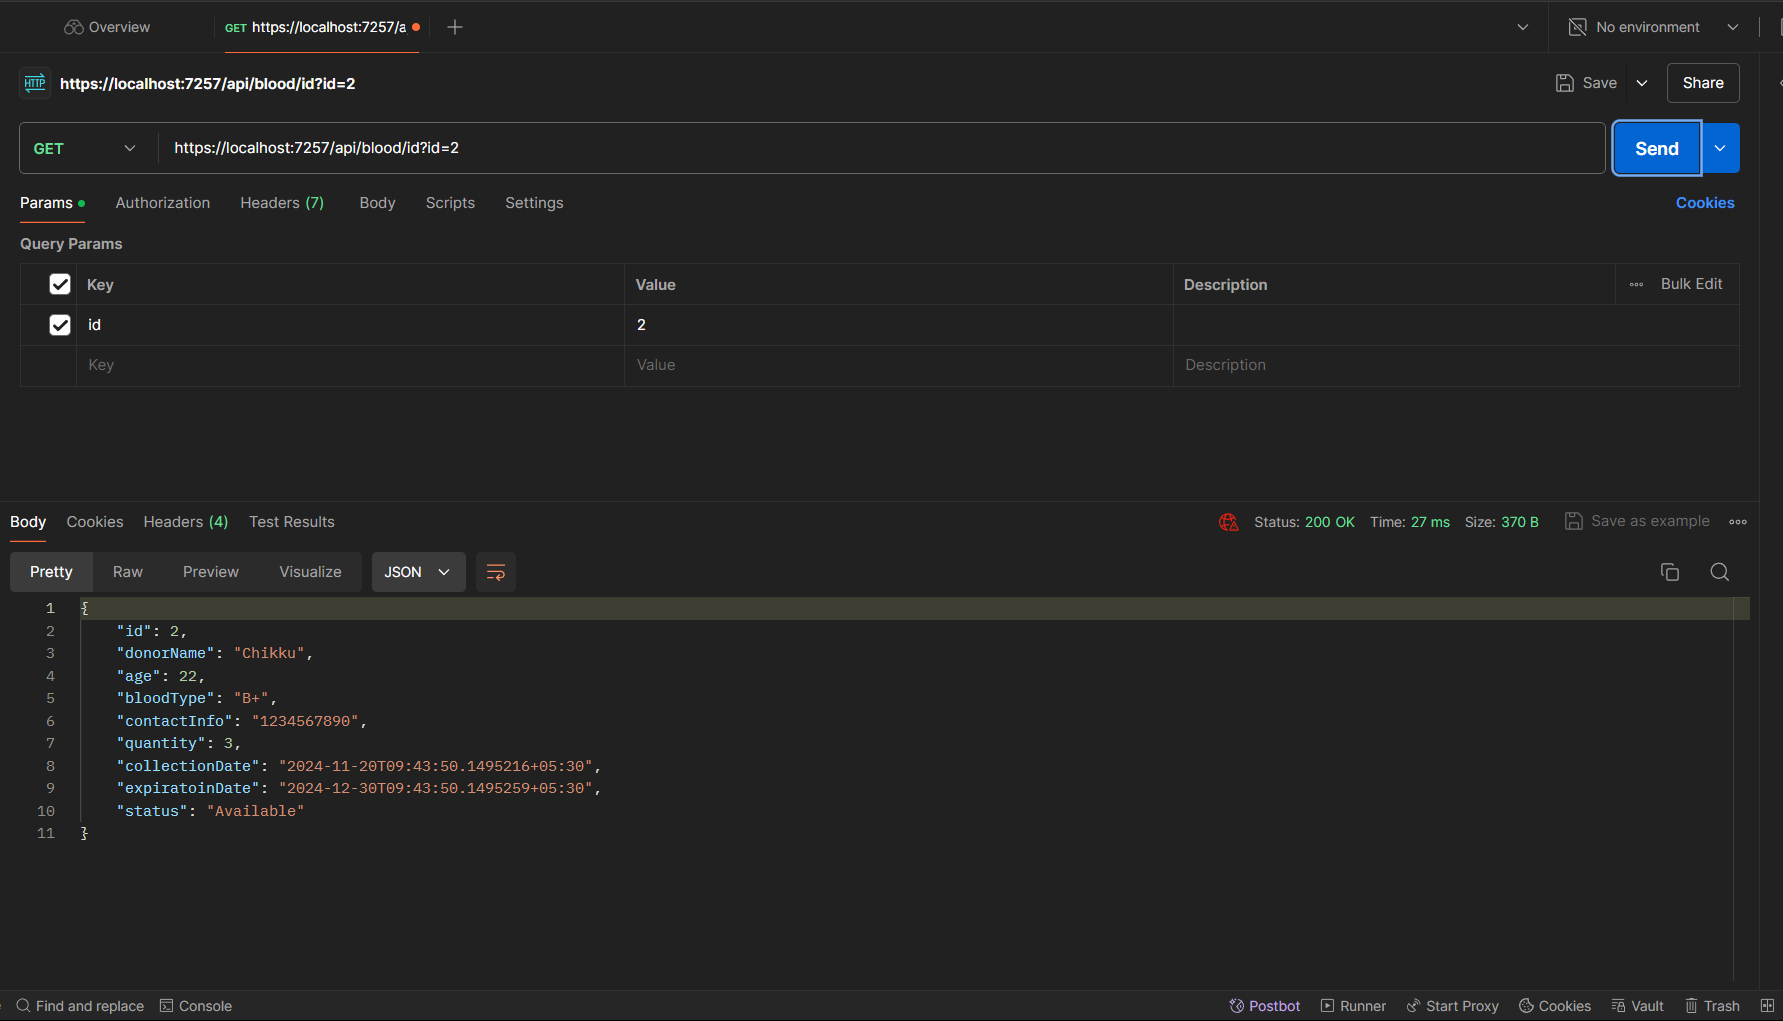 Overview
GET https://localhost:7257/a
No environment
HTTP https://localhost:7257/api/blood/id?id=2
Save
Share
GET https://localhost:7257/api/blood/id?id=2
Send
Params Authorization Headers (7) Body Scripts Settings
Cookies
Query Params
Key Value Description Bulk Edit
id 2
Key Value Description
Body Cookies Headers (4) Test Results
Status: 200 OK Time: 27 ms Size: 370 B Save as example
Pretty Raw Preview Visualize JSON
1 {
2 "id": 2,
3 "donorName": "Chikku",
4 "age": 22,
5 "bloodType": "B+",
6 "contactInfo": "1234567890",
7 "quantity": 3,
8 "collectionDate": "2024-11-20T09:43:50.1495216+05:30",
9 "expiratoinDate": "2024-12-30T09:43:50.1495259+05:30",
10 "status": "Available"
11 }
Find and replace Console
Postbot Runner Start Proxy Cookies Vault Trash